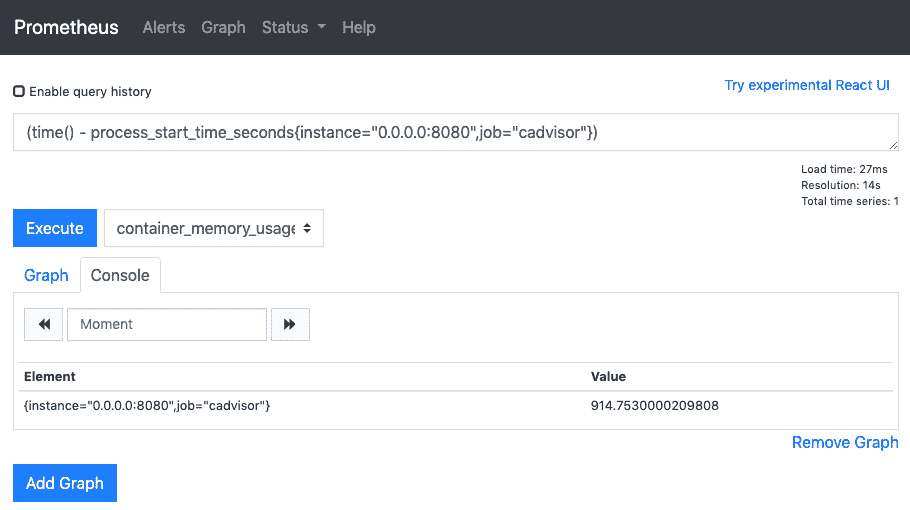 Prometheus Alerts Graph Status Help
Enable query history
Try experimental React UI
(time() - process_start_time_seconds{instance="0.0.0.0:8080",job="cadvisor"})
Load time: 27ms
Resolution: 14s
Total time series: 1
Execute
container_memory_usage
Graph
Console
Moment
Element Value
{instance="0.0.0.0:8080",job="cadvisor"} 914.7530000209808
Remove Graph
Add Graph